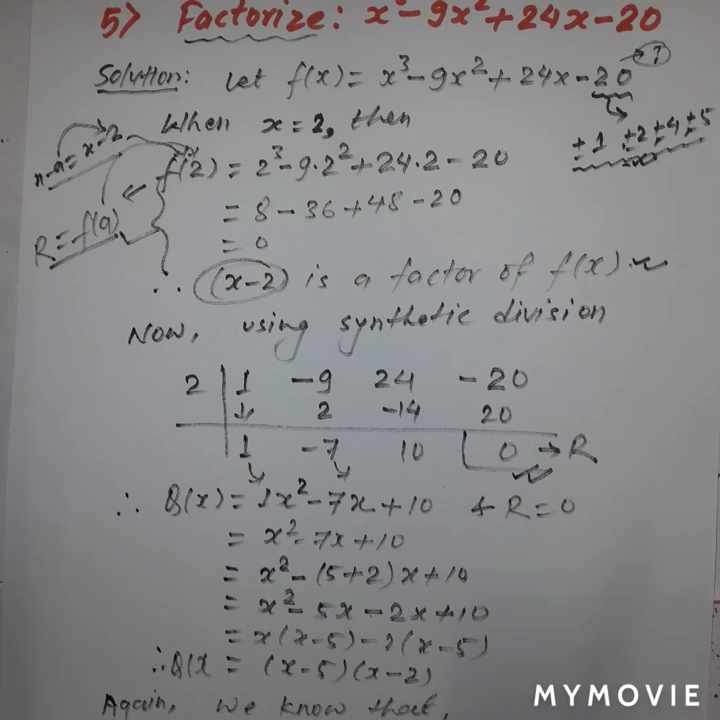 5> Factorize: x³-9x²+24x-20
Solution: Let f(x) = x³-9x²+24x-20 →①
±1, ±2 ±4 ±5
When x=2, then
x-a = x-2
f(2) = 2³-9.2²+24.2-20
= 8-36+48-20
R=f(a)
= 0
∴ (x-2) is a factor of f(x)
Now, using synthetic division
2 | 1 -9 24 -20
↓ 2 -14 20
1 -7 10 | 0 → R
∴ Q(x) = 1x²-7x+10 & R=0
= x²-7x+10
= x²-(5+2)x+10
= x²-5x-2x+10
= x(x-5)-2(x-5)
∴Q(x = (x-5)(x-2)
Again, we know that,
MYMOVIE